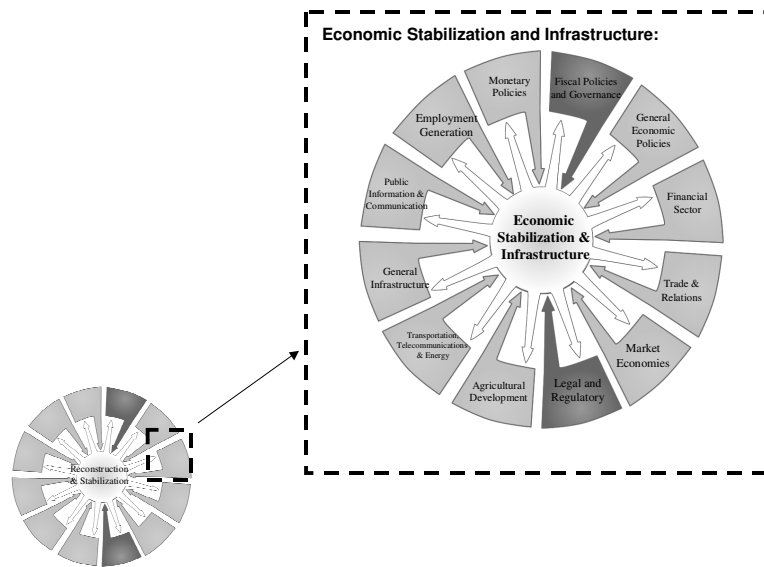 Economic Stabilization and Infrastructure:
Monetary
Policies
Fiscal Policies
and Governance
General
Economic
Policies
Financial
Sector
Trade &
Relations
Market
Economies
Legal and
Regulatory
Agricultural
Development
Transportation,
Telecommunications
& Energy
General
Infrastructure
Public
Information &
Communication
Employment
Generation
Economic
Stabilization &
Infrastructure
Reconstruction
& Stabilization